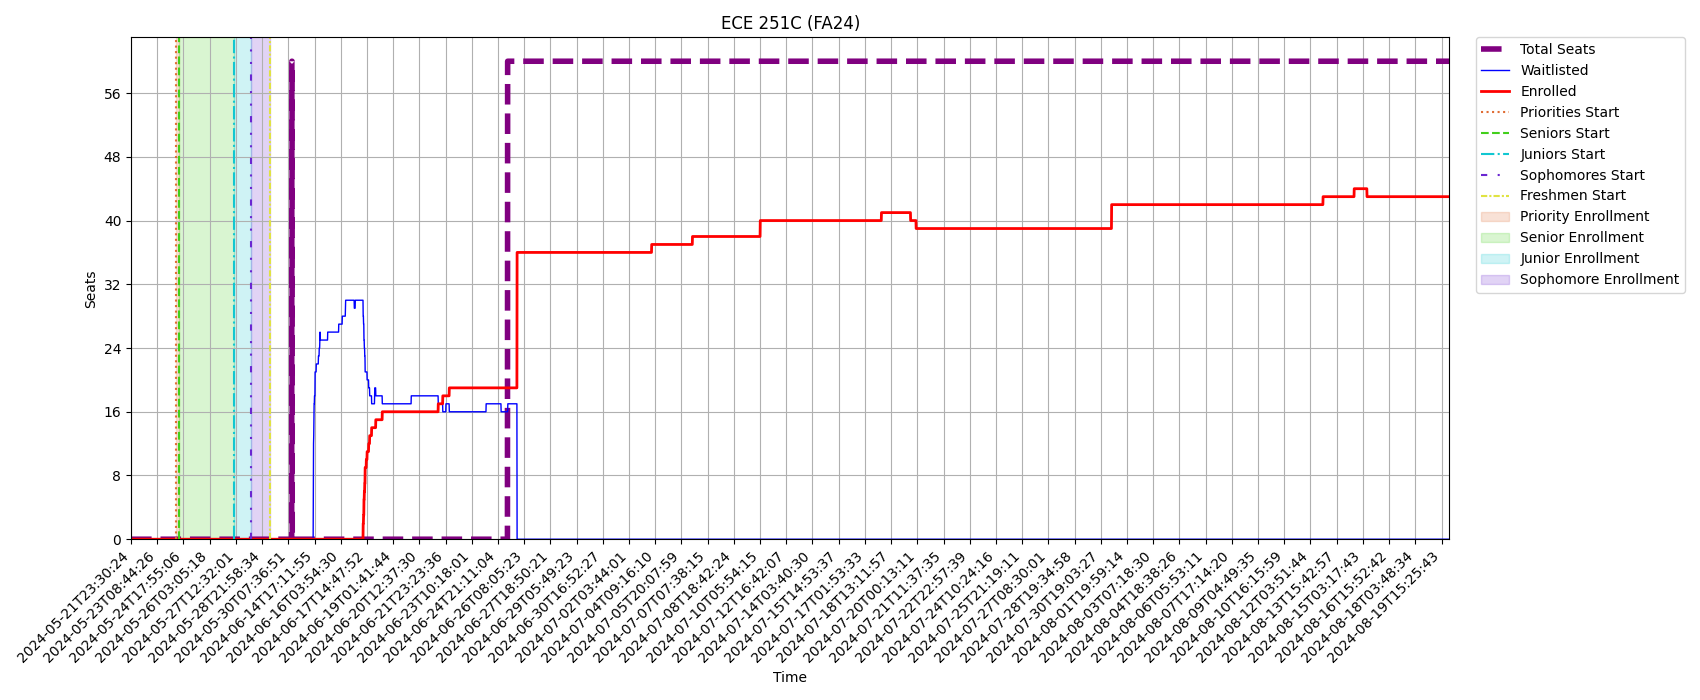 ECE 251C (FA24)
Total Seats
Waitlisted
Enrolled
Priorities Start
Seniors Start
Juniors Start
Sophomores Start
Freshmen Start
Priority Enrollment
Senior Enrollment
Junior Enrollment
Sophomore Enrollment
Seats
56
48
40
32
24
16
8
0
2024-05-21T23:30:24
2024-05-23T08:44:26
2024-05-24T17:55:06
2024-05-26T03:05:18
2024-05-27T12:32:01
2024-05-28T21:58:34
2024-05-30T07:36:51
2024-06-14T17:11:55
2024-06-16T03:54:30
2024-06-17T14:47:52
2024-06-19T01:41:44
2024-06-20T12:37:30
2024-06-21T23:23:36
2024-06-23T10:18:01
2024-06-24T21:11:04
2024-06-26T08:05:23
2024-06-27T18:50:21
2024-06-29T05:49:23
2024-06-30T16:52:27
2024-07-02T03:44:01
2024-07-04T09:16:10
2024-07-05T20:07:59
2024-07-07T07:38:15
2024-07-08T18:42:24
2024-07-10T05:54:15
2024-07-12T16:42:07
2024-07-14T03:40:30
2024-07-15T14:53:37
2024-07-17T01:53:33
2024-07-18T13:11:57
2024-07-20T00:13:11
2024-07-21T11:37:35
2024-07-22T22:57:39
2024-07-24T10:24:16
2024-07-25T21:19:11
2024-07-27T08:30:01
2024-07-28T19:34:58
2024-07-30T19:03:27
2024-08-01T19:59:14
2024-08-03T07:18:30
2024-08-04T18:38:26
2024-08-06T05:53:11
2024-08-07T17:14:20
2024-08-09T04:49:35
2024-08-10T16:15:59
2024-08-12T03:51:44
2024-08-13T15:42:57
2024-08-15T03:17:43
2024-08-16T15:52:42
2024-08-18T03:48:34
2024-08-19T15:25:43
Time